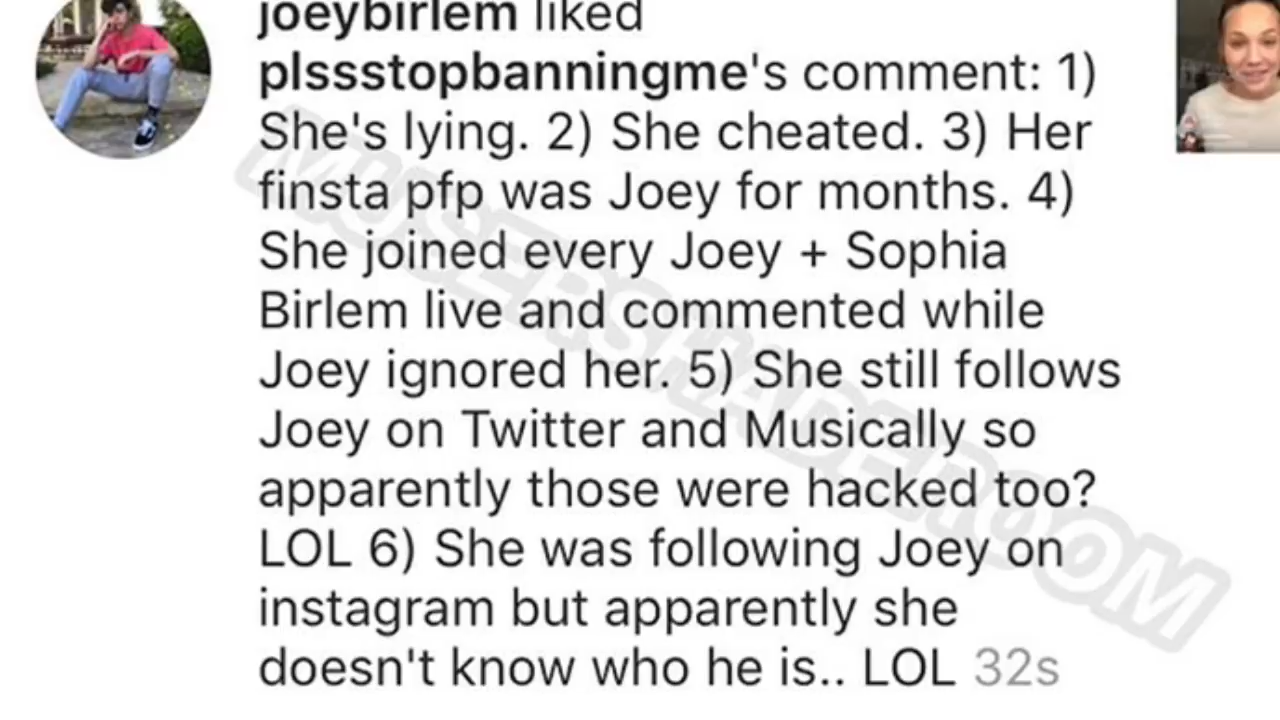 joeybirlem liked
plssstopbanningme's comment: 1)
She's lying. 2) She cheated. 3) Her
finsta pfp was Joey for months. 4)
She joined every Joey + Sophia
Birlem live and commented while
Joey ignored her. 5) She still follows
Joey on Twitter and Musically so
apparently those were hacked too?
LOL 6) She was following Joey on
instagram but apparently she
doesn't know who he is.. LOL 32s
MUSERSHADEROOM